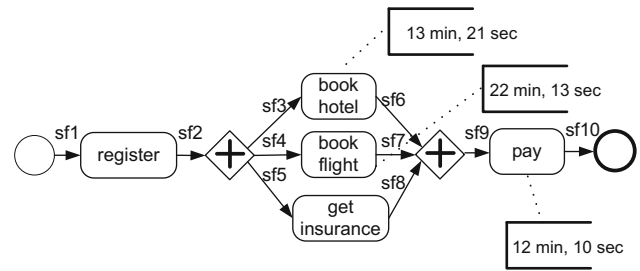 13 min, 21 sec
book
hotel
22 min, 13 sec
sf3
sf6
sf1
register
sf2
sf4
book
flight
sf7
sf9
pay
sf10
sf5
sf8
get
insurance
12 min, 10 sec